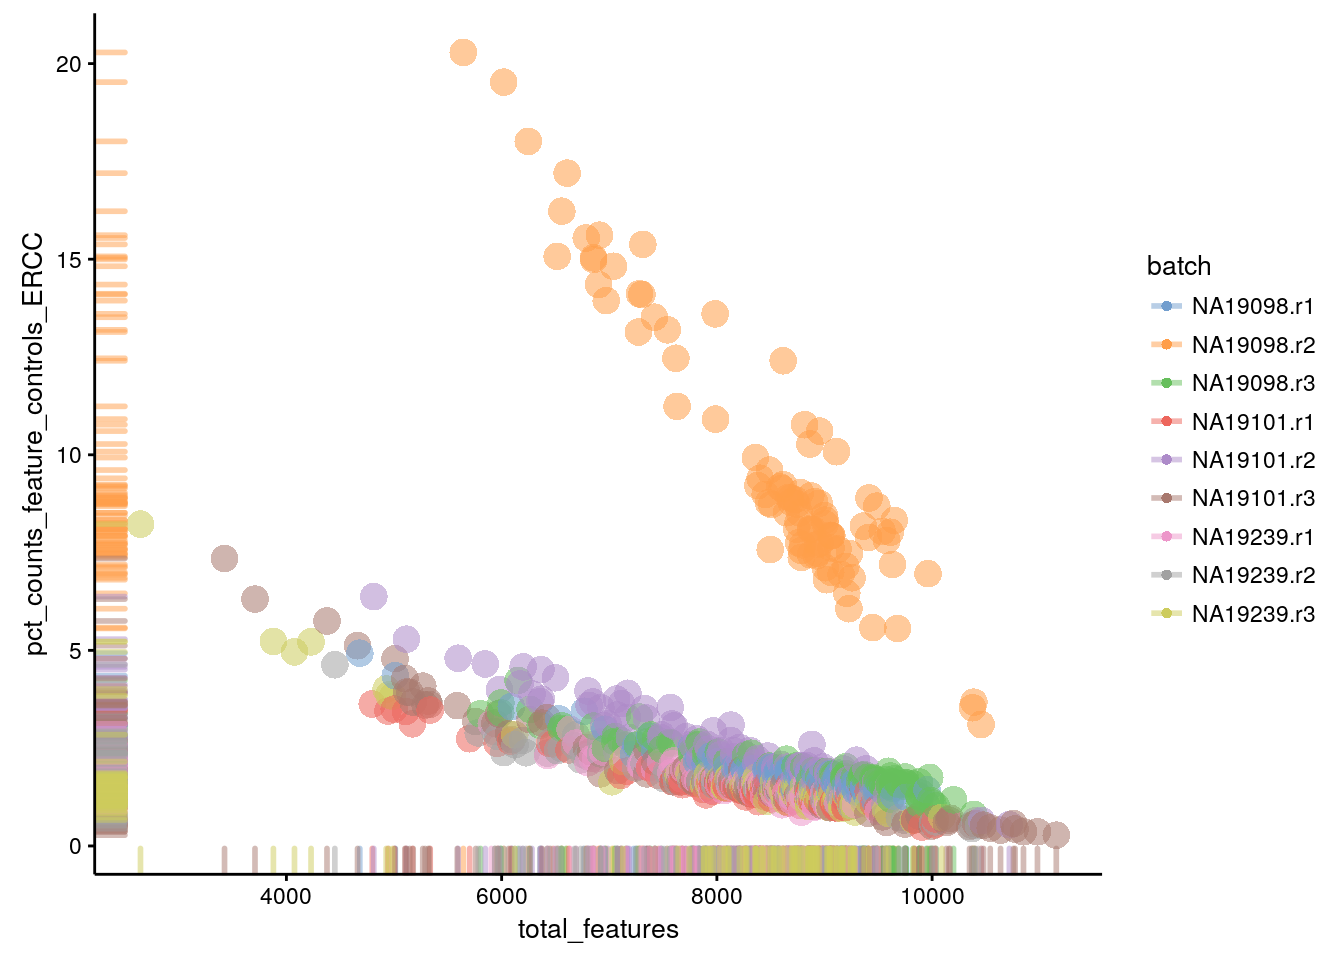 20
15
10
5
0
pct_counts_feature_controls_ERCC
4000
6000
8000
10000
total_features
batch
NA19098.r1
NA19098.r2
NA19098.r3
NA19101.r1
NA19101.r2
NA19101.r3
NA19239.r1
NA19239.r2
NA19239.r3